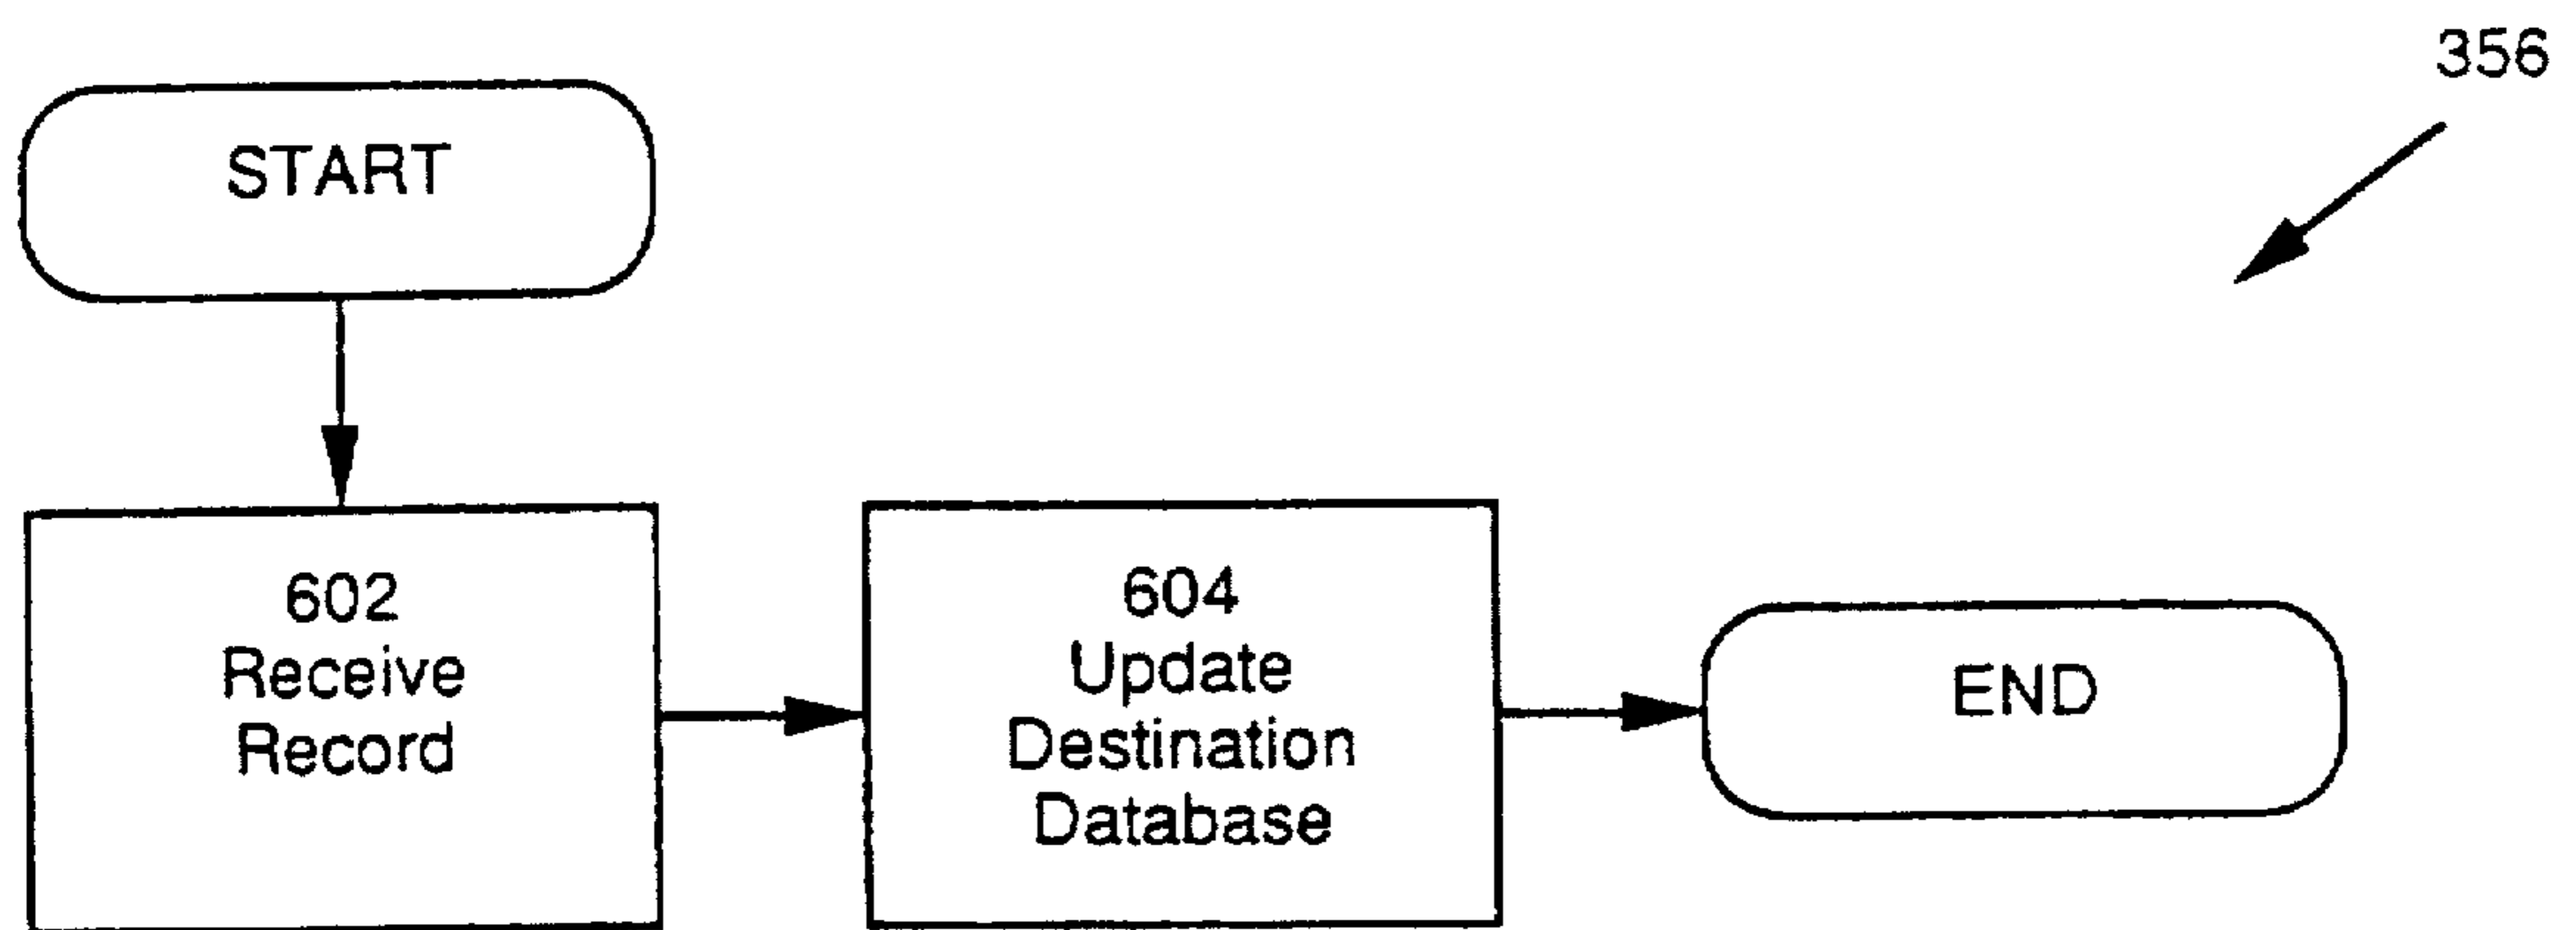 356
START
602
Receive
Record
604
Update
Destination
Database
END